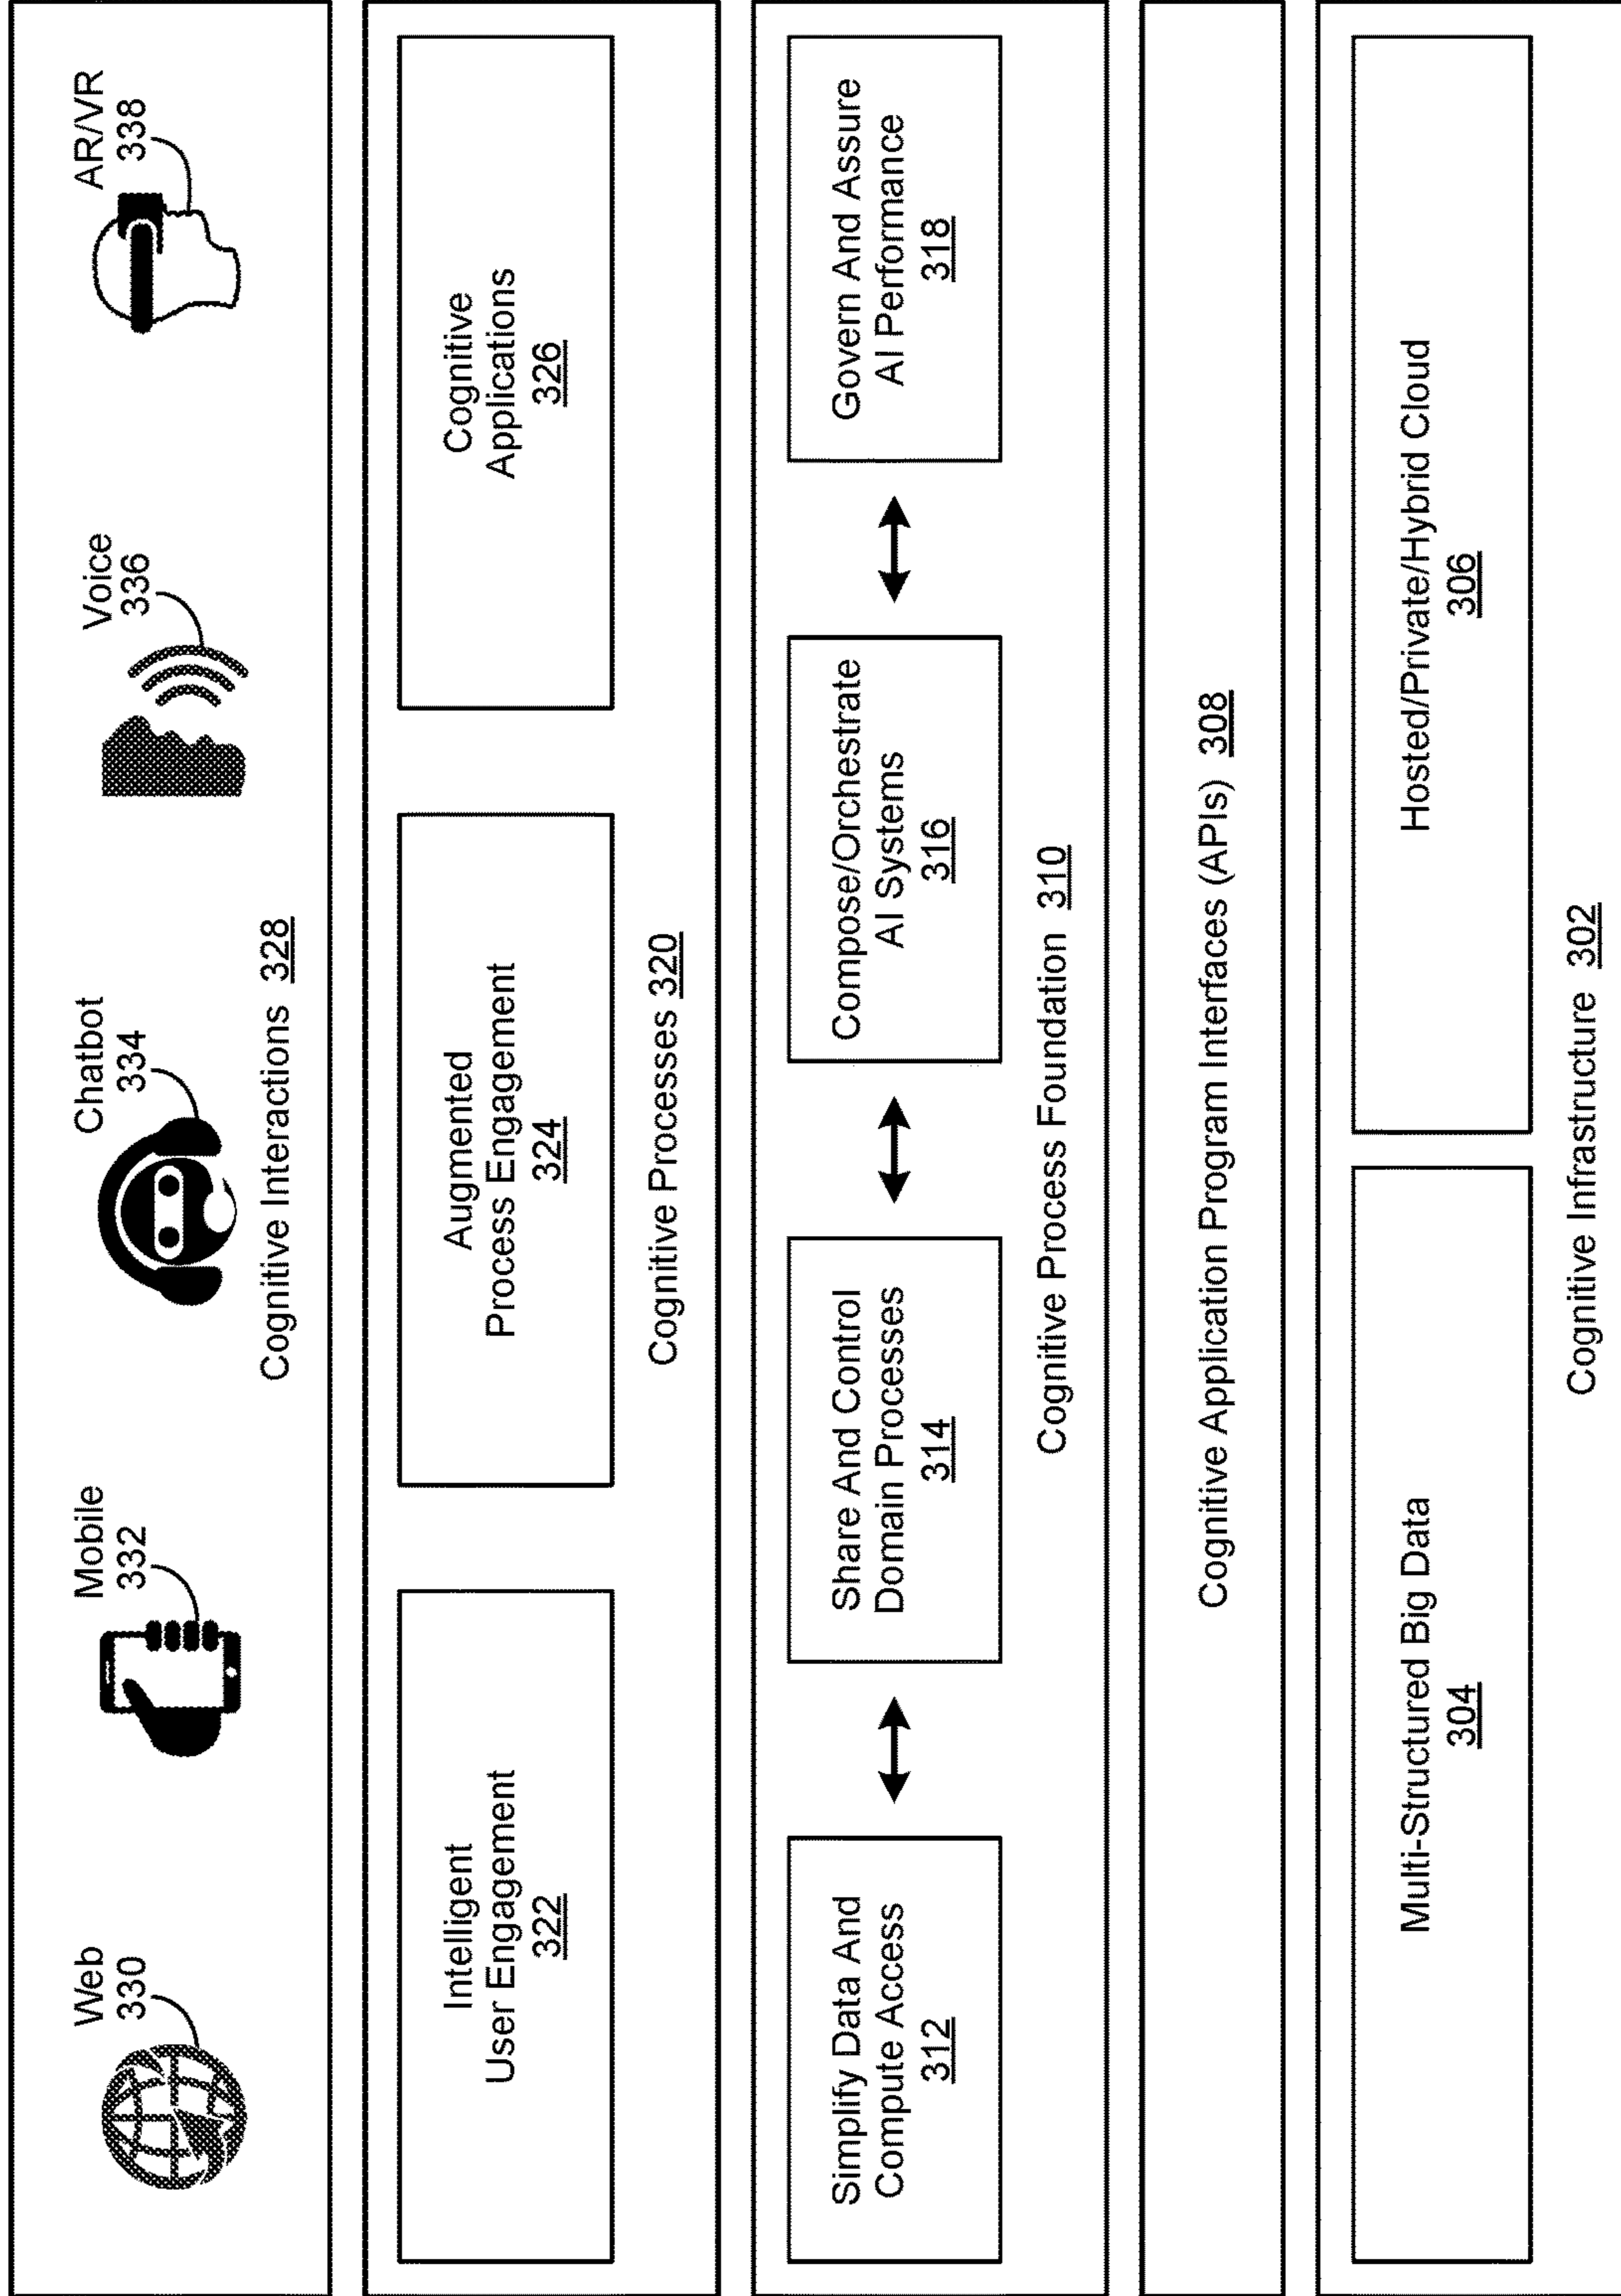 Web
330
Mobile
332
Chatbot
334
Voice
336
AR/VR
338
Cognitive Interactions 328
Intelligent
User Engagement
322
Augmented
Process Engagement
324
Cognitive
Applications
326
Cognitive Processes 320
Simplify Data And
Compute Access
312
Share And Control
Domain Processes
314
Compose/Orchestrate
AI Systems
316
Govern And Assure
AI Performance
318
Cognitive Process Foundation 310
Cognitive Application Program Interfaces (APIs) 308
Multi-Structured Big Data
304
Hosted/Private/Hybrid Cloud
306
Cognitive Infrastructure 302